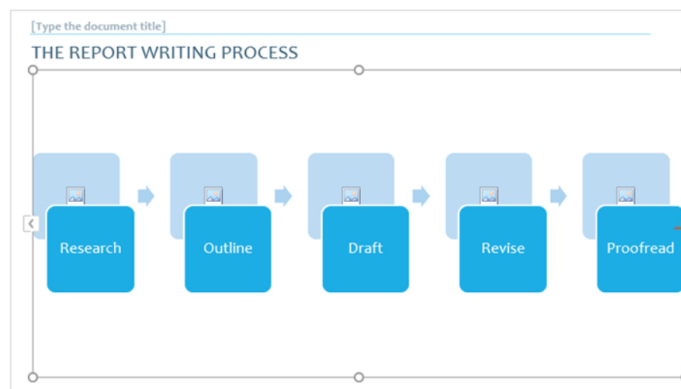 [Type the document title]
THE REPORT WRITING PROCESS
Research
Outline
Draft
Revise
Proofread